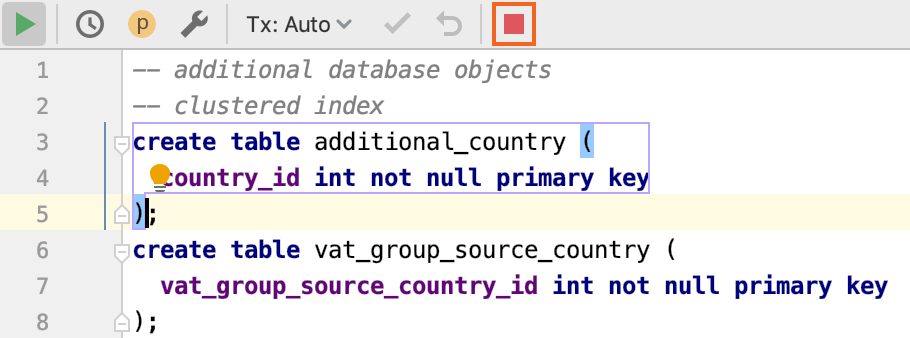 p Tx: Auto
1 -- additional database objects
2 -- clustered index
3 create table additional_country (
4 country_id int not null primary key
5 );
6 create table vat_group_source_country (
7 vat_group_source_country_id int not null primary key
8 );